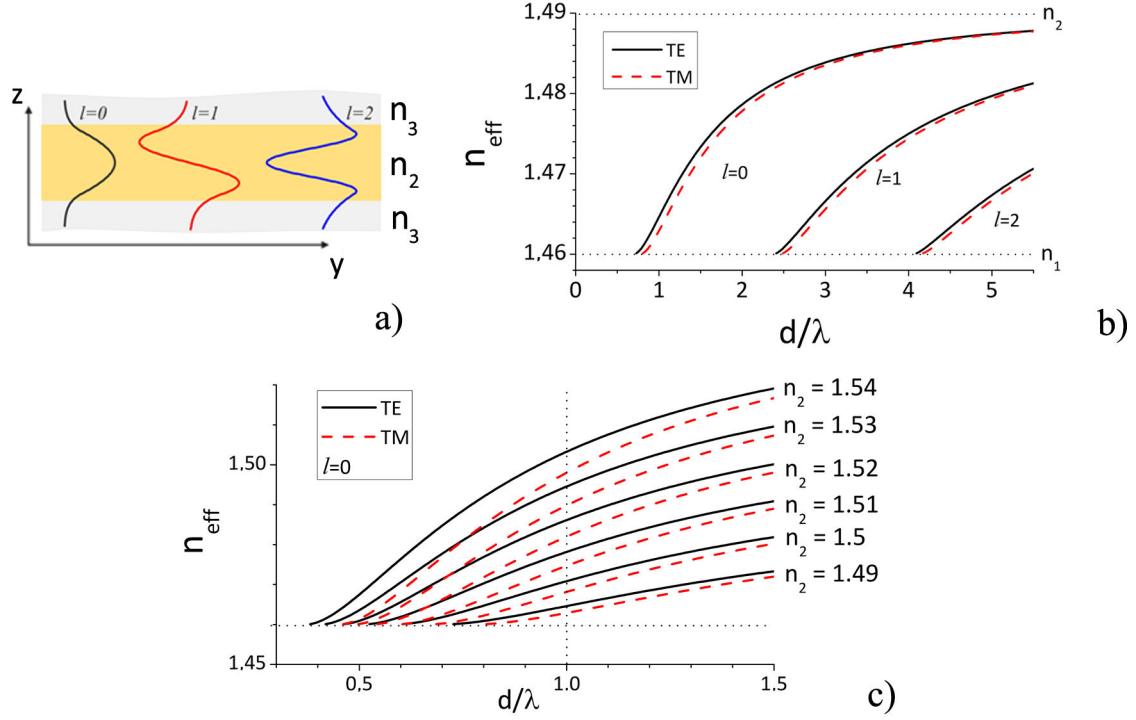 z
l=0
l=1
l=2
n3
n2
n3
y
a)
1,49
1,48
1,47
1,46
neff
TE
TM
l=0
l=1
l=2
n2
n1
0
1
2
3
4
5
d/λ
b)
1,50
1,45
neff
TE
TM
l=0
n2 = 1.54
n2 = 1.53
n2 = 1.52
n2 = 1.51
n2 = 1.5
n2 = 1.49
0,5
1.0
1.5
d/λ
c)